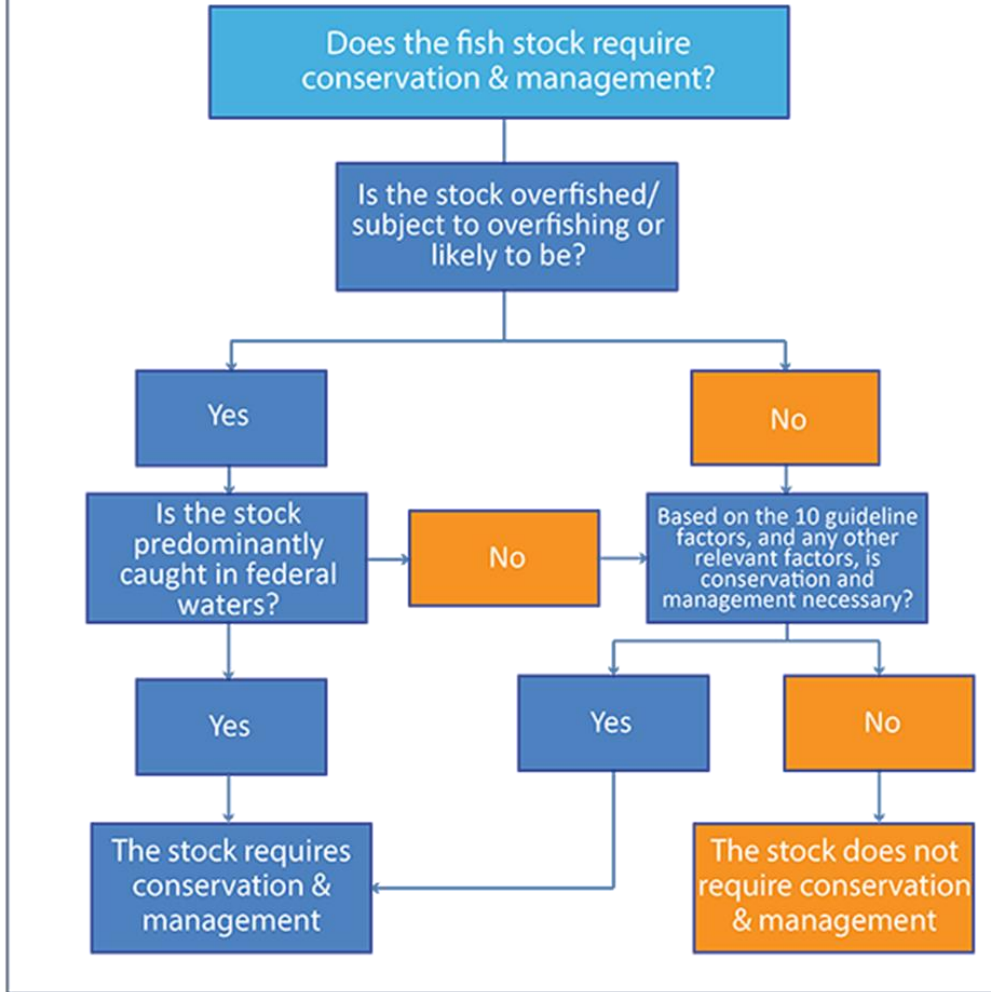 Does the fish stock require
conservation & management?
Is the stock overfished/
subject to overfishing or
likely to be?
Yes
No
Is the stock
predominantly
caught in federal
waters?
No
Based on the 10 guideline
factors, and any other
relevant factors, is
conservation and
management necessary?
Yes
Yes
No
The stock requires
conservation &
management
The stock does not
require conservation
& management